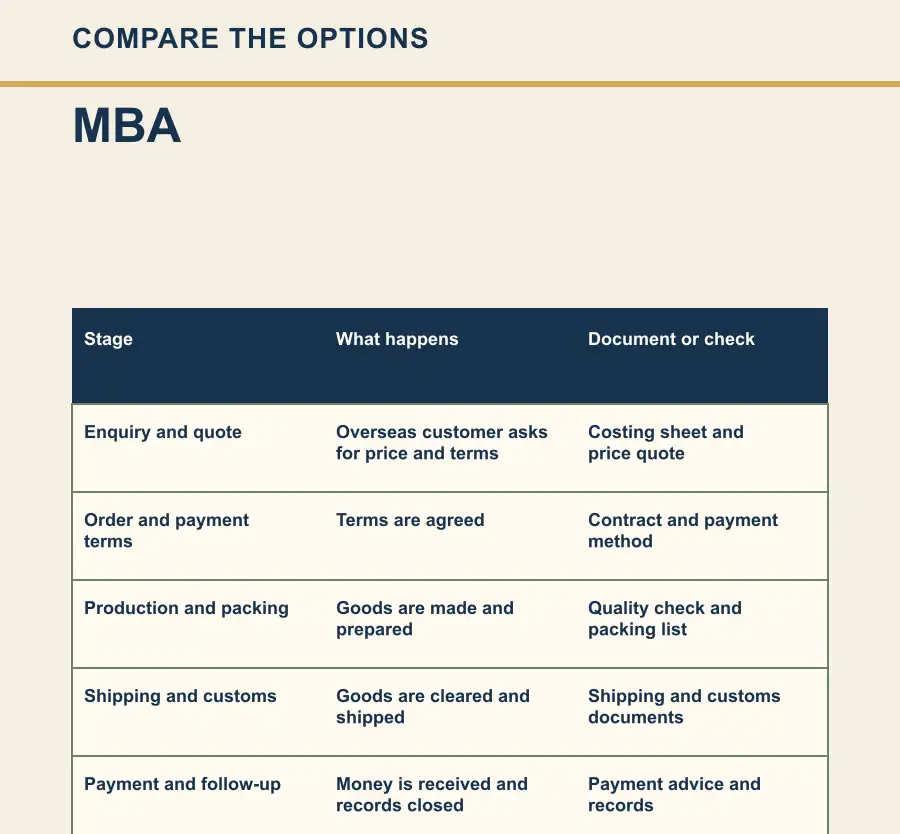 COMPARE THE OPTIONS
MBA
Stage
What happens
Document or check
Enquiry and quote
Overseas customer asks
for price and terms
Costing sheet and
price quote
Order and payment
terms
Terms are agreed
Contract and payment
method
Production and packing
Goods are made and
prepared
Quality check and
packing list
Shipping and customs
Goods are cleared and
shipped
Shipping and customs
documents
Payment and follow-up
Money is received and
records closed
Payment advice and
records